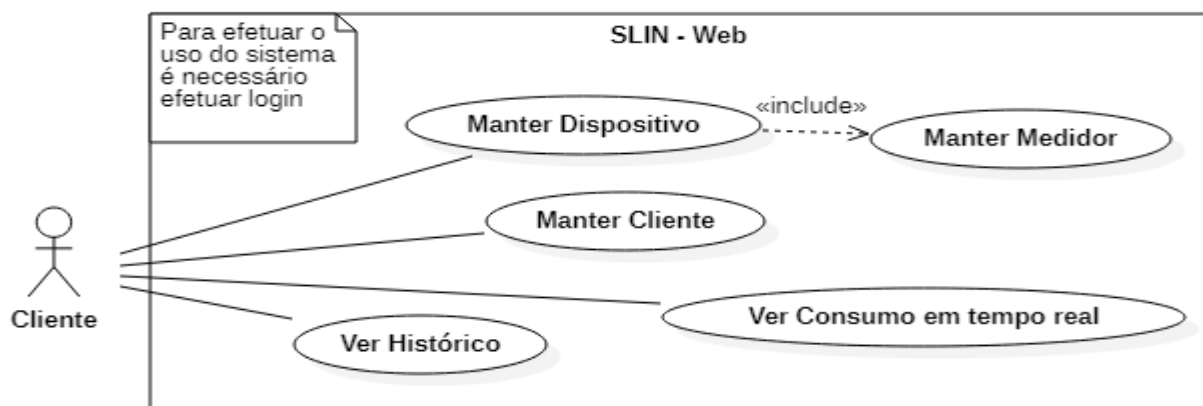 Para efetuar o
uso do sistema
é necessário
efetuar login
SLIN - Web
«include»
Manter Dispositivo
Manter Medidor
Manter Cliente
Cliente
Ver Consumo em tempo real
Ver Histórico